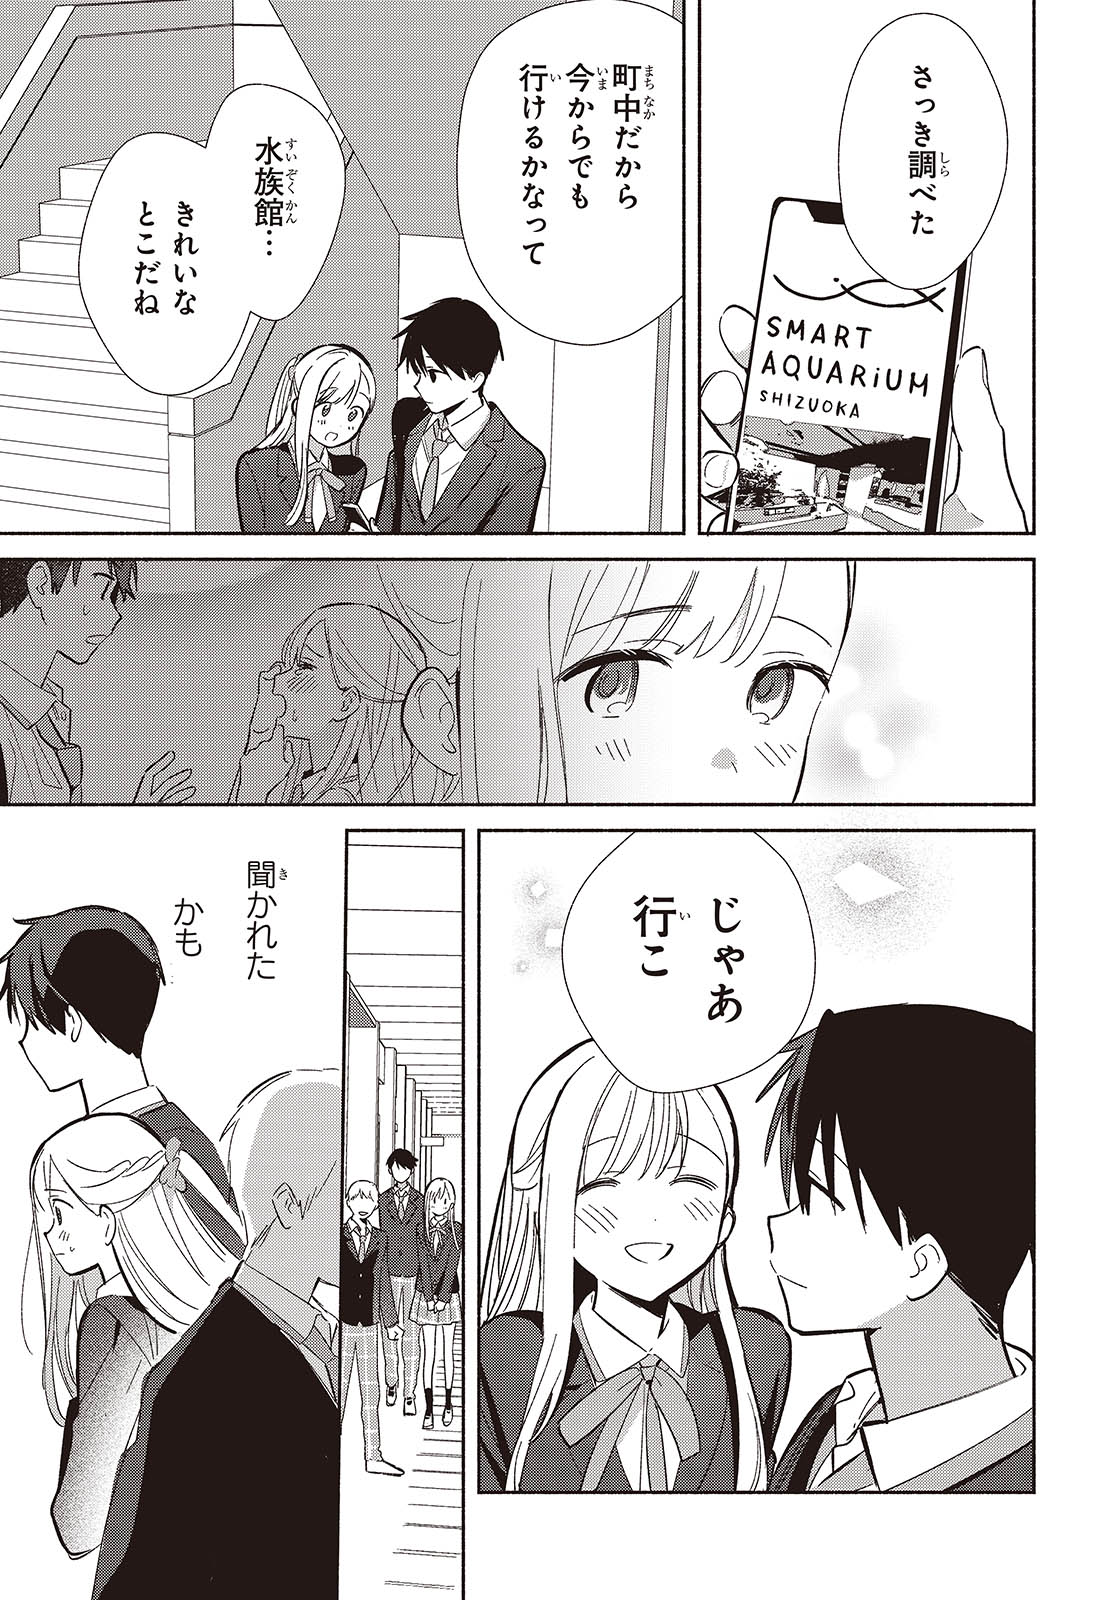 さっき調べた
SMART
AQUARiUM
SHIZUOKA
町中だから
今からでも
行けるかなって
水族館…
きれいな
とこだね
じゃあ
行こ
聞かれた
かも